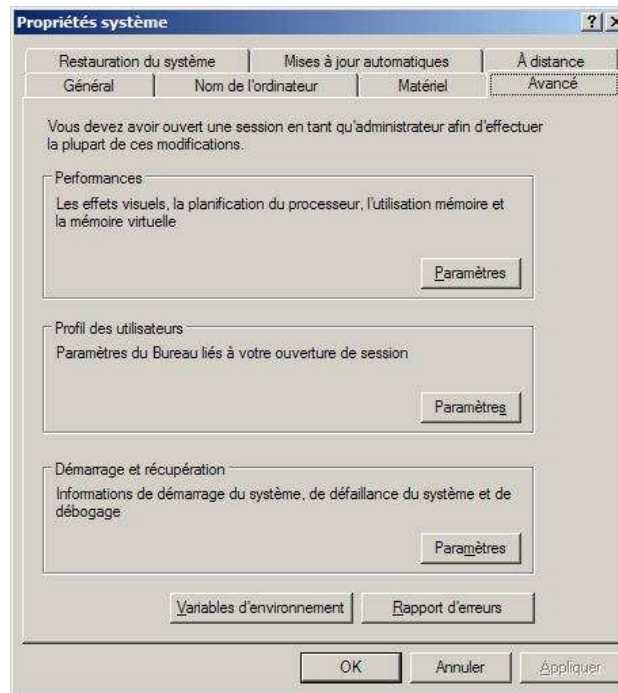 Propriétés système
Restauration du système
Mises à jour automatiques
À distance
Général
Nom de l'ordinateur
Matériel
Avancé
Vous devez avoir ouvert une session en tant qu'administrateur afin d'effectuer
la plupart de ces modifications.
Performances
Les effets visuels, la planification du processeur, l'utilisation mémoire et
la mémoire virtuelle
Paramètres
Profil des utilisateurs
Paramètres du Bureau liés à votre ouverture de session
Paramètres
Démarrage et récupération
Informations de démarrage du système, de défaillance du système et de
débogage
Paramètres
Variables d'environnement
Rapport d'erreurs
OK
Annuler
Appliquer